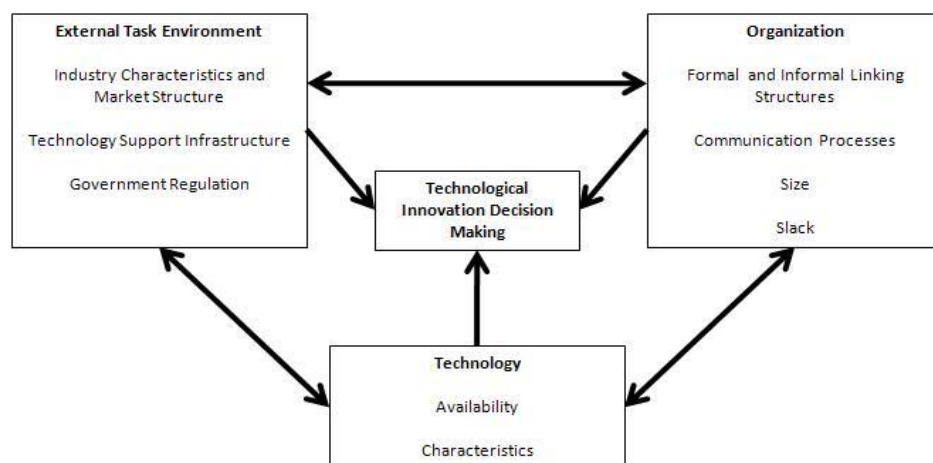 External Task Environment
Industry Characteristics and
Market Structure
Technology Support Infrastructure
Government Regulation
Organization
Formal and Informal Linking
Structures
Communication Processes
Size
Slack
Technological
Innovation Decision
Making
Technology
Availability
Characteristics